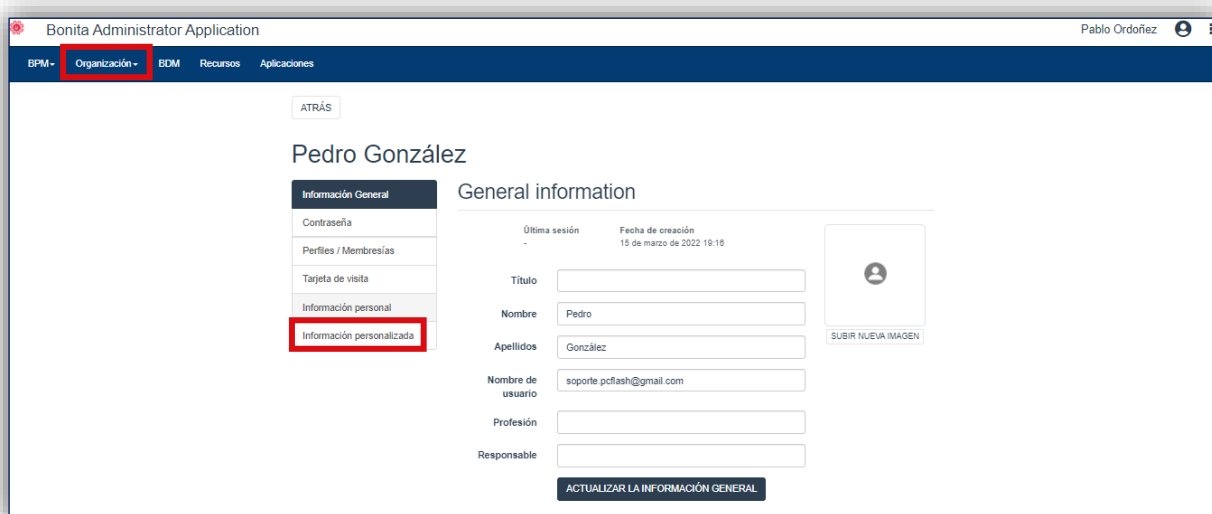 Bonita Administrator Application
Pablo Ordoñez
BPM Organización BDM Recursos Aplicaciones
ATRÁS
Pedro González
Información General
Contraseña
Perfiles / Membresías
Tarjeta de visita
Información personal
Información personalizada
General information
Última sesión
-
Fecha de creación
15 de marzo de 2022 19:16
Título
Nombre Pedro
Apellidos González
Nombre de
usuario
soporte.pcflash@gmail.com
Profesión
Responsable
ACTUALIZAR LA INFORMACIÓN GENERAL
SUBIR NUEVA IMAGEN